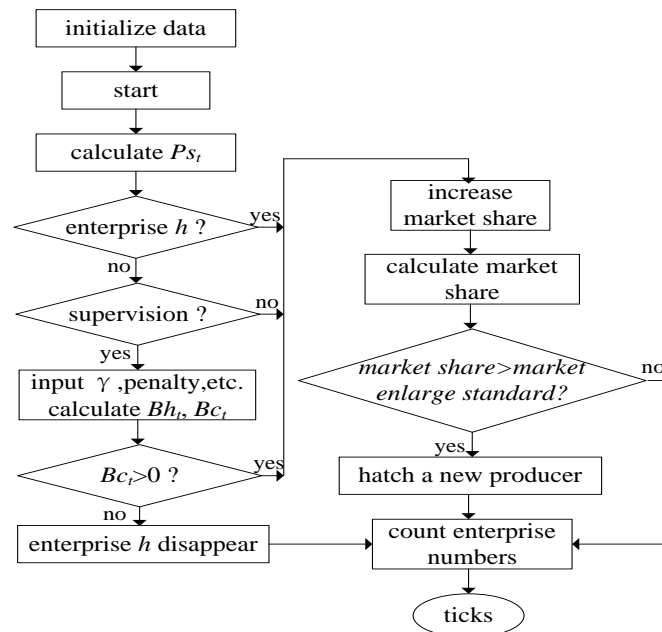 initialize data
start
calculate Ps_t
enterprise h ?
yes
no
supervision ?
no
yes
input γ ,penalty,etc.
calculate Bh_t, Bc_t
Bc_t>0 ?
yes
no
enterprise h disappear
increase
market share
calculate market
share
market share>market
enlarge standard?
no
yes
hatch a new producer
count enterprise
numbers
ticks